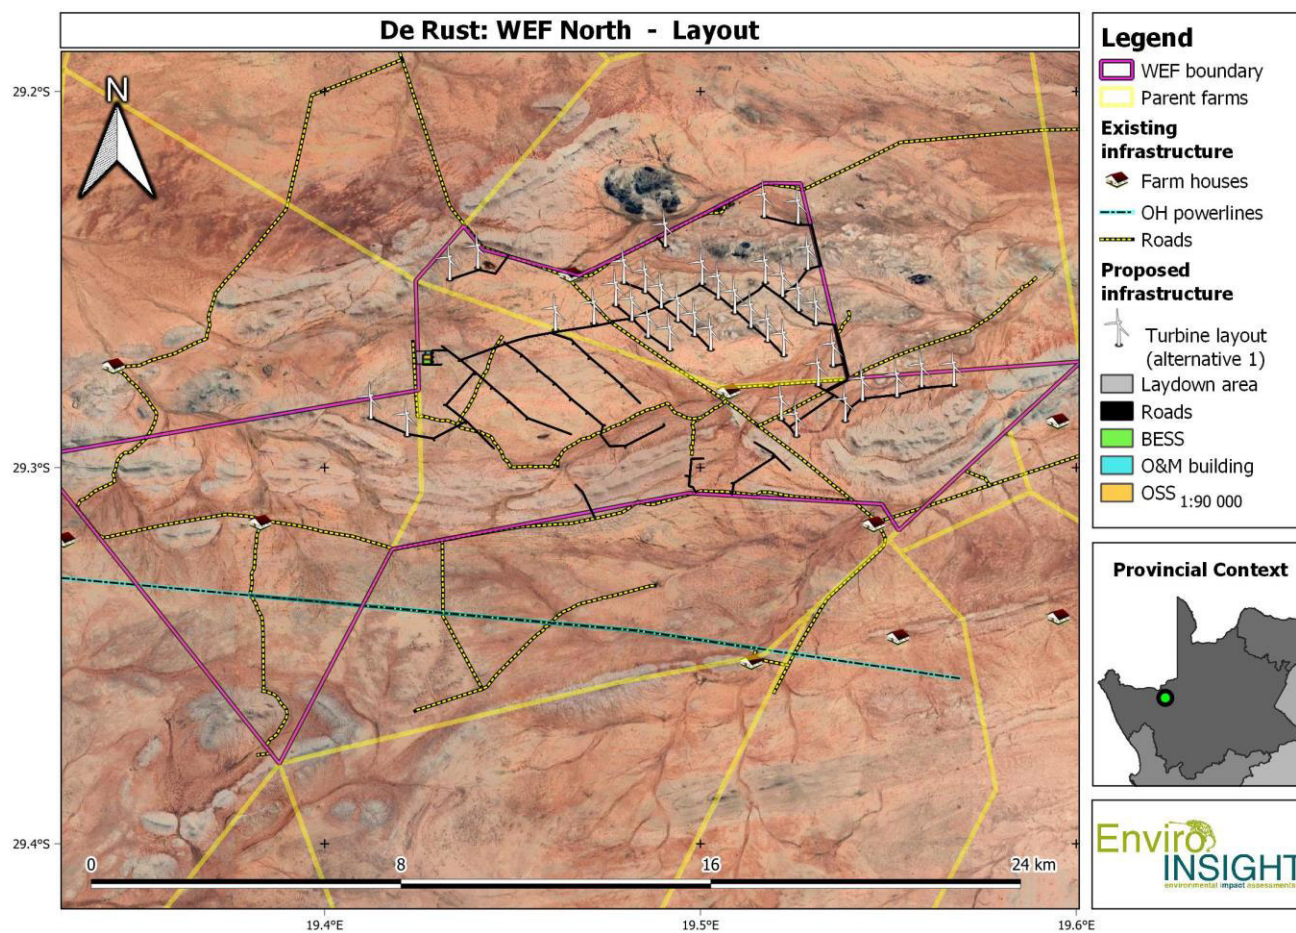 De Rust: WEF North - Layout
N
29.2°S
29.3°S
29.4°S
19.4°E
19.5°E
19.6°E
0
8
16
24 km
Legend
WEF boundary
Parent farms
Existing
infrastructure
Farm houses
OH powerlines
Roads
Proposed
infrastructure
Turbine layout
(alternative 1)
Laydown area
Roads
BESS
O&M building
OSS 1:90 000
Provincial Context
Enviro
INSIGHT
environmental impact assessments